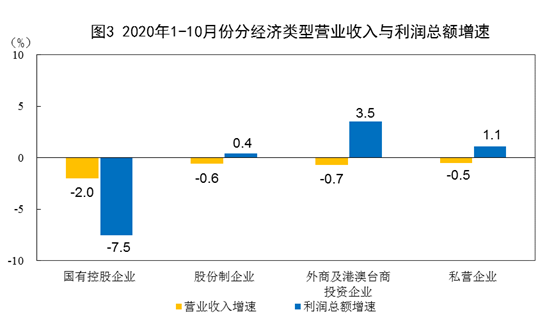 图3 2020年1-10月份分经济类型营业收入与利润总额增速
(%)
10
5
0
-5
-10
-2.0
-7.5
-0.6
0.4
-0.7
3.5
-0.5
1.1
国有控股企业
股份制企业
外商及港澳台商
投资企业
私营企业
营业收入增速
利润总额增速